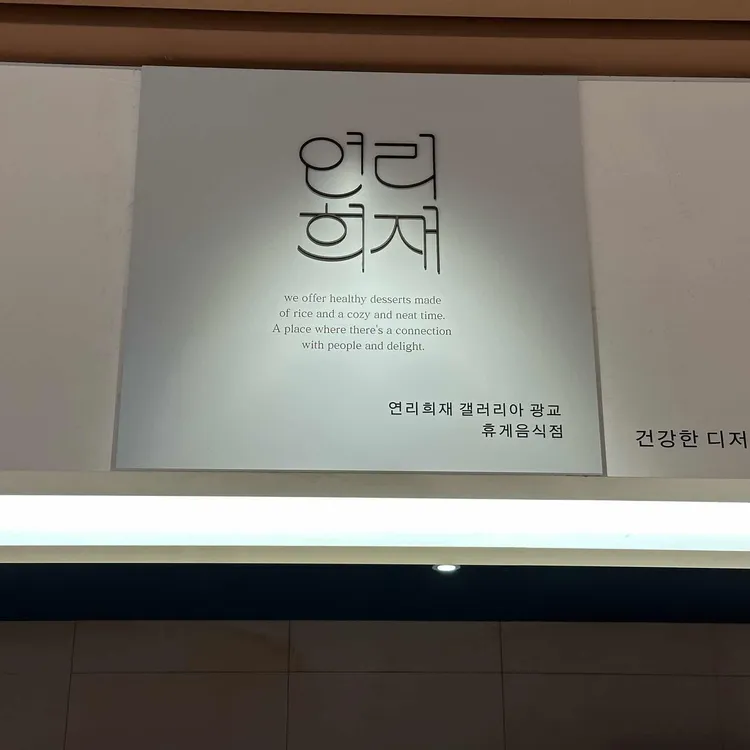 연리
희재
we offer healthy desserts made
of rice and a cozy and neat time.
A place where there's a connection
with people and delight.
연리희재 갤러리아 광교
휴게음식점
건강한 디저